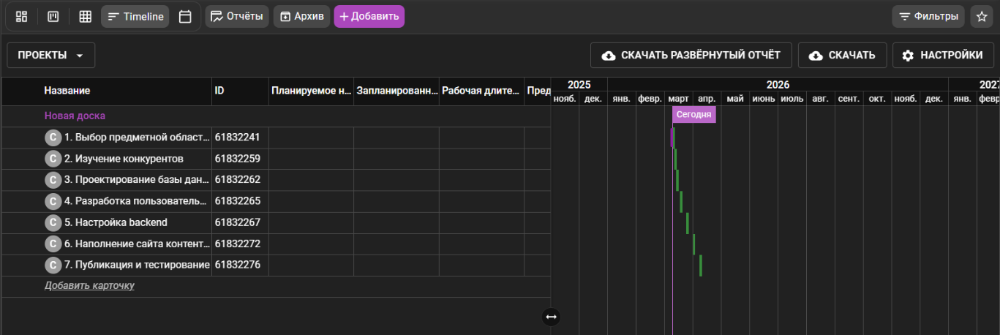 Timeline Отчёты Архив + Добавить Фильтры
ПРОЕКТЫ СКАЧАТЬ РАЗВЁРНУТЫЙ ОТЧЁТ СКАЧАТЬ НАСТРОЙКИ
2025 2026 2027
Название ID Планируемое н... Запланированн... Рабочая длите... Пред
нояб. дек. янв. февр. март апр. май июнь июль авг. сент. окт. нояб. дек. янв. февр
Новая доска Сегодня
С 1. Выбор предметной област... 61832241
С 2. Изучение конкурентов 61832259
С 3. Проектирование базы дан... 61832262
С 4. Разработка пользователь... 61832265
С 5. Настройка backend 61832267
С 6. Наполнение сайта контент... 61832272
С 7. Публикация и тестирование 61832276
Добавить карточку